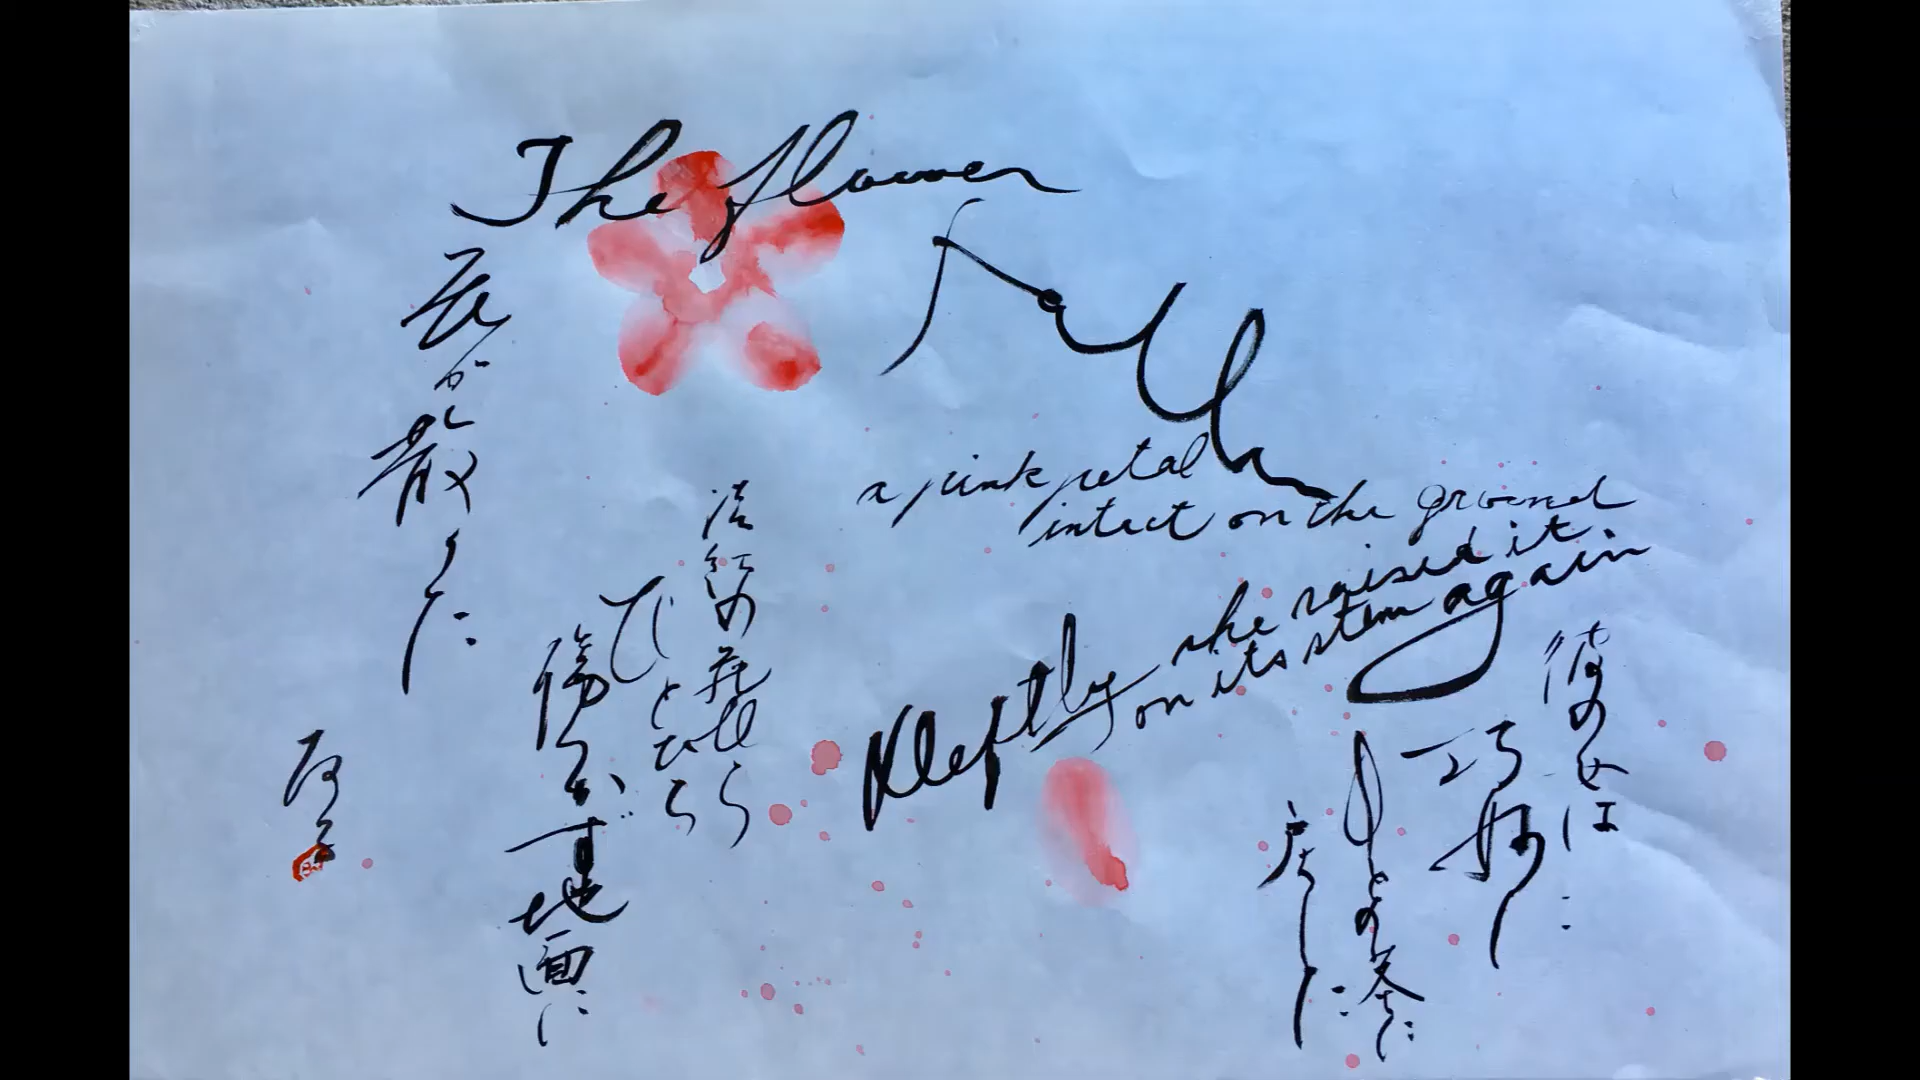 The flower
fall
a pink petal
intact on the ground
Deftly she raised it
on its stem again
花が散った
淡紅の花びら
ひとひら
傷つかず地面に
彼女は
巧妙に
もとの茎に
戻した